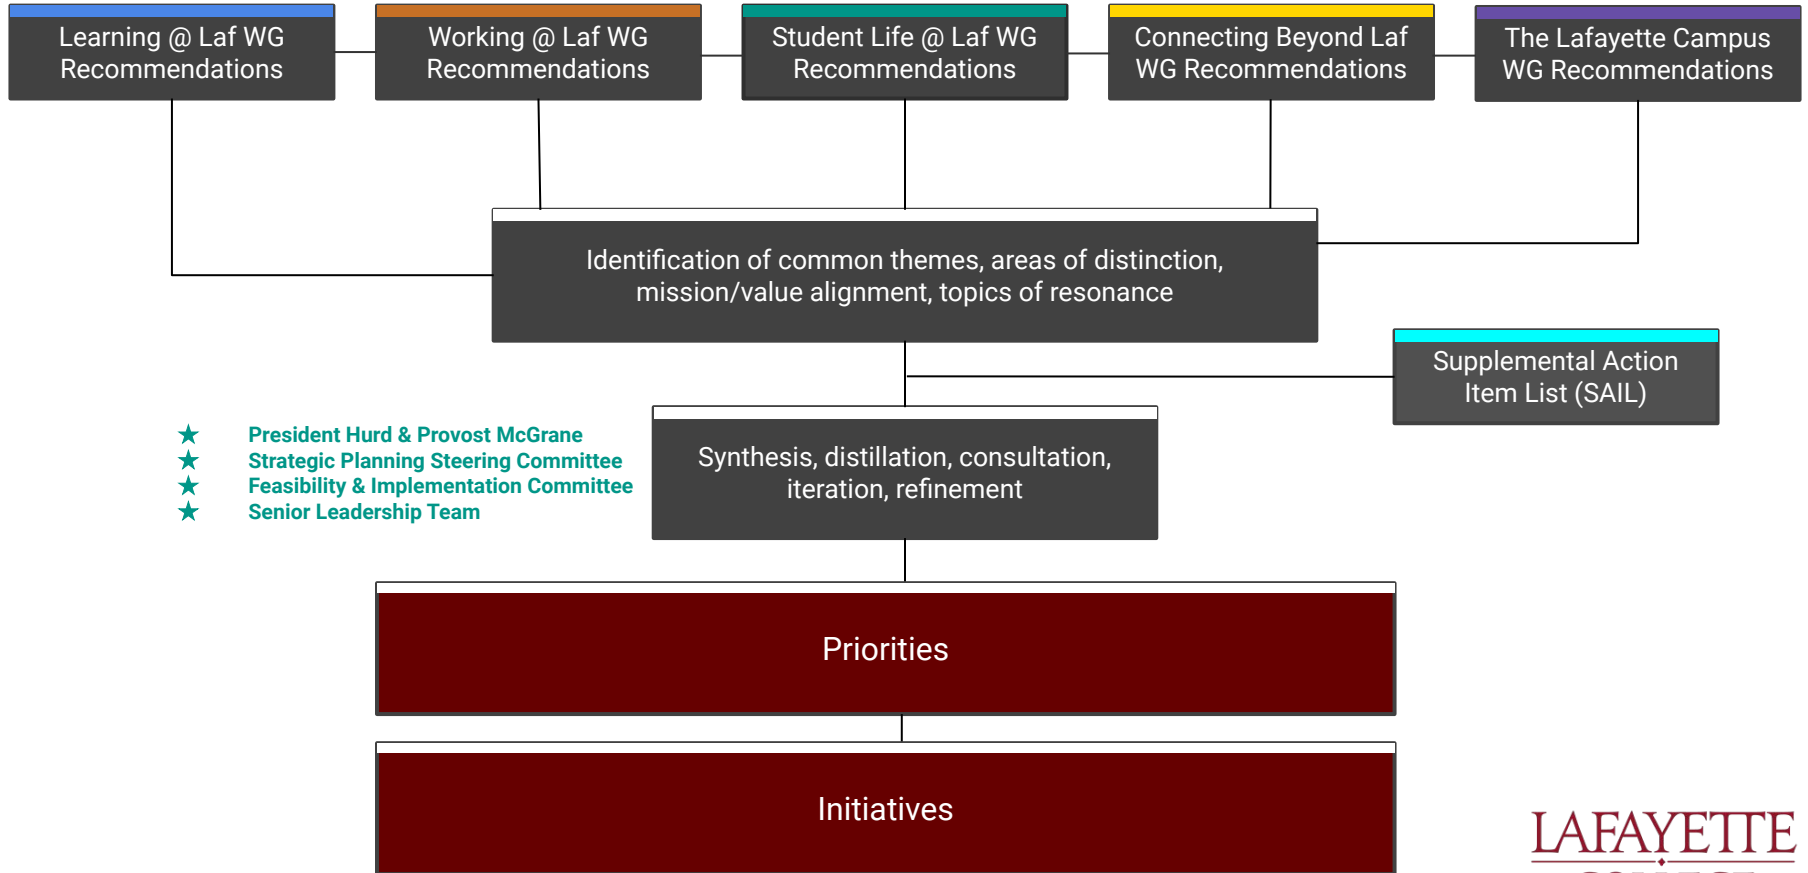 Learning @ Laf WG
Recommendations
Working @ Laf WG
Recommendations
Student Life @ Laf WG
Recommendations
Connecting Beyond Laf
WG Recommendations
The Lafayette Campus
WG Recommendations
Identification of common themes, areas of distinction,
mission/value alignment, topics of resonance
Supplemental Action
Item List (SAIL)
★ President Hurd & Provost McGrane
★ Strategic Planning Steering Committee
★ Feasibility & Implementation Committee
★ Senior Leadership Team
Synthesis, distillation, consultation,
iteration, refinement
Priorities
Initiatives
LAFAYETTE